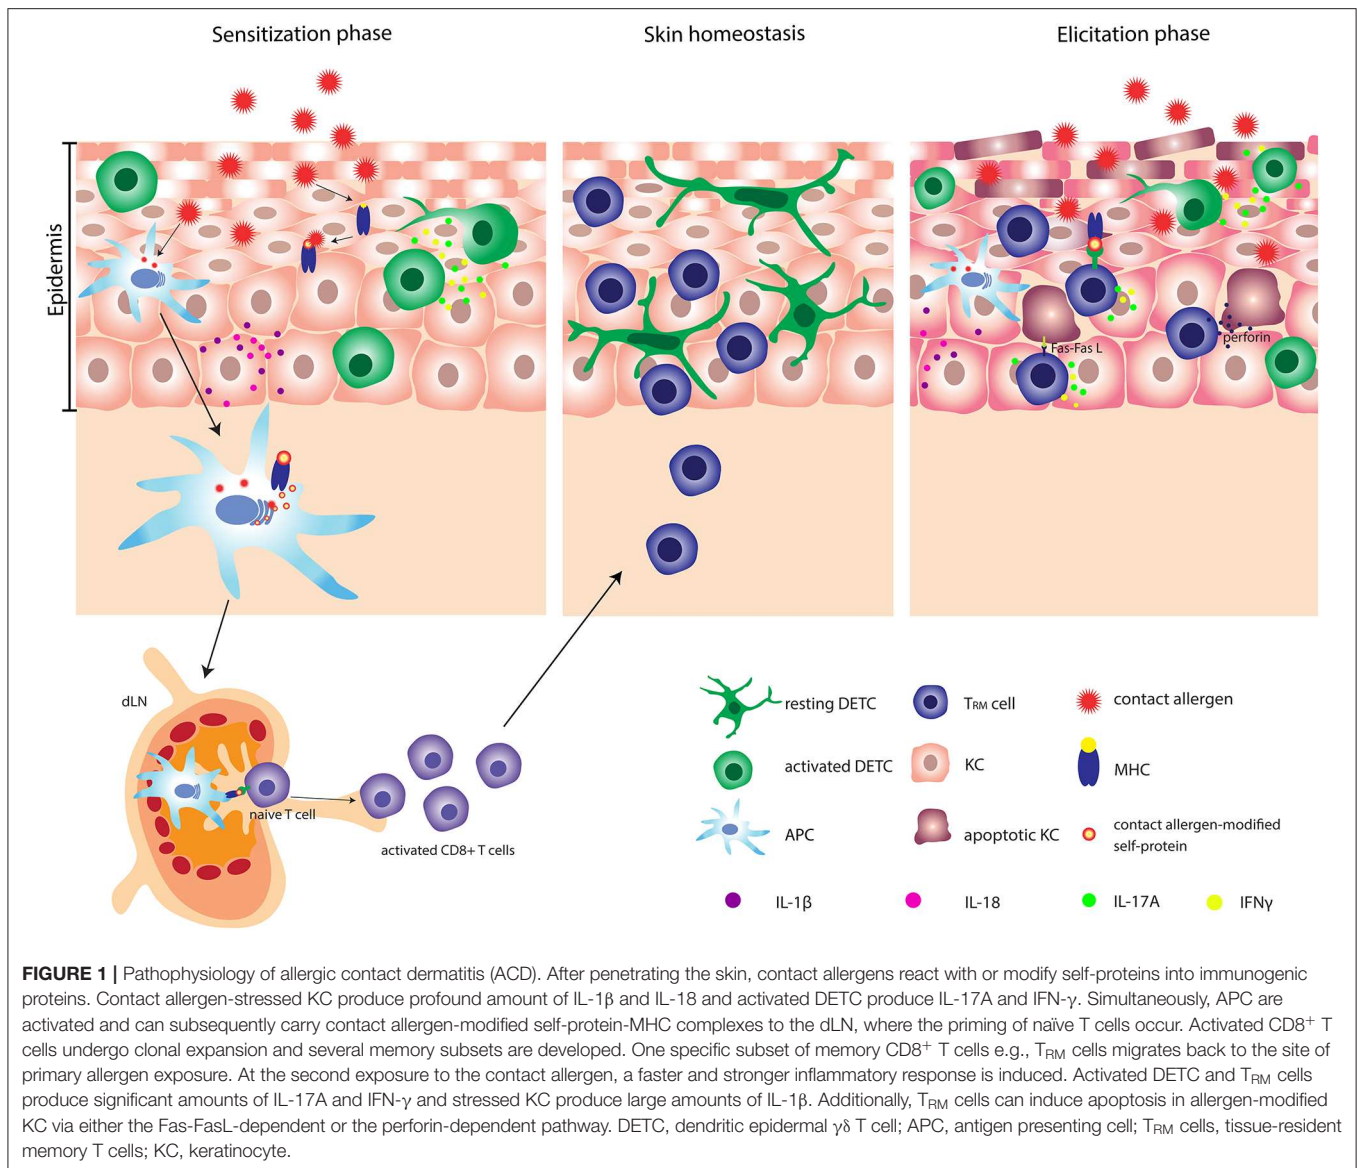 Sensitization phase
Skin homeostasis
Elicitation phase
Epidermis
Fas-Fas L
perforin
dLN
naive T cell
activated CD8+ T cells
resting DETC
TRM cell
contact allergen
activated DETC
KC
MHC
APC
apoptotic KC
contact allergen-modified
self-protein
IL-1β
IL-18
IL-17A
IFNγ
FIGURE 1 | Pathophysiology of allergic contact dermatitis (ACD). After penetrating the skin, contact allergens react with or modify self-proteins into immunogenic
proteins. Contact allergen-stressed KC produce profound amount of IL-1β and IL-18 and activated DETC produce IL-17A and IFN-γ. Simultaneously, APC are
activated and can subsequently carry contact allergen-modified self-protein-MHC complexes to the dLN, where the priming of naïve T cells occur. Activated CD8+ T
cells undergo clonal expansion and several memory subsets are developed. One specific subset of memory CD8+ T cells e.g., TRM cells migrates back to the site of
primary allergen exposure. At the second exposure to the contact allergen, a faster and stronger inflammatory response is induced. Activated DETC and TRM cells
produce significant amounts of IL-17A and IFN-γ and stressed KC produce large amounts of IL-1β. Additionally, TRM cells can induce apoptosis in allergen-modified
KC via either the Fas-FasL-dependent or the perforin-dependent pathway. DETC, dendritic epidermal γδ T cell; APC, antigen presenting cell; TRM cells, tissue-resident
memory T cells; KC, keratinocyte.